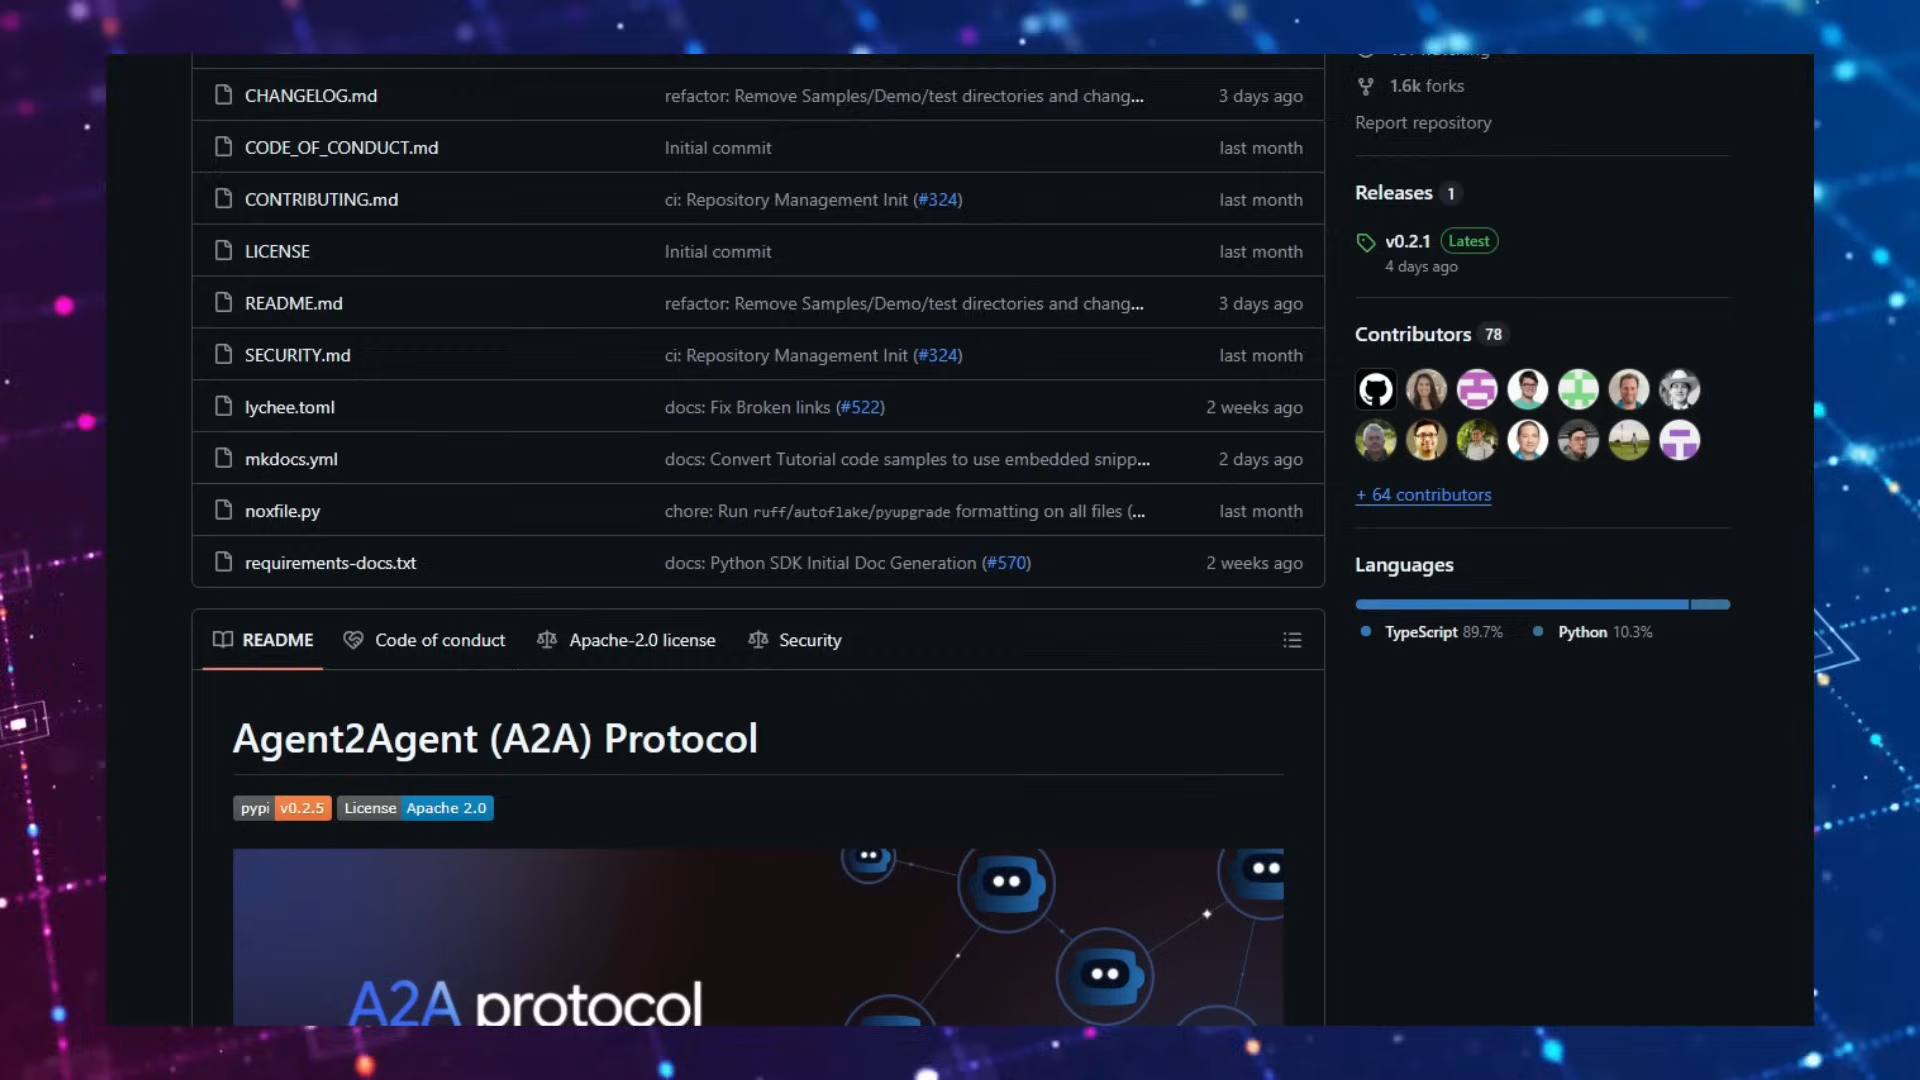 CHANGELOG.md refactor: Remove Samples/Demo/test directories and chang... 3 days ago
CODE_OF_CONDUCT.md Initial commit last month
CONTRIBUTING.md ci: Repository Management Init (#324) last month
LICENSE Initial commit last month
README.md refactor: Remove Samples/Demo/test directories and chang... 3 days ago
SECURITY.md ci: Repository Management Init (#324) last month
lychee.toml docs: Fix Broken links (#522) 2 weeks ago
mkdocs.yml docs: Convert Tutorial code samples to use embedded snipp... 2 days ago
noxfile.py chore: Run ruff/autoflake/pyupgrade formatting on all files (... last month
requirements-docs.txt docs: Python SDK Initial Doc Generation (#570) 2 weeks ago
README Code of conduct Apache-2.0 license Security
Agent2Agent (A2A) Protocol
pypi v0.2.5 License Apache 2.0
A2A protocol
1.6k forks
Report repository
Releases 1
v0.2.1 Latest
4 days ago
Contributors 78
+ 64 contributors
Languages
TypeScript 89.7% Python 10.3%